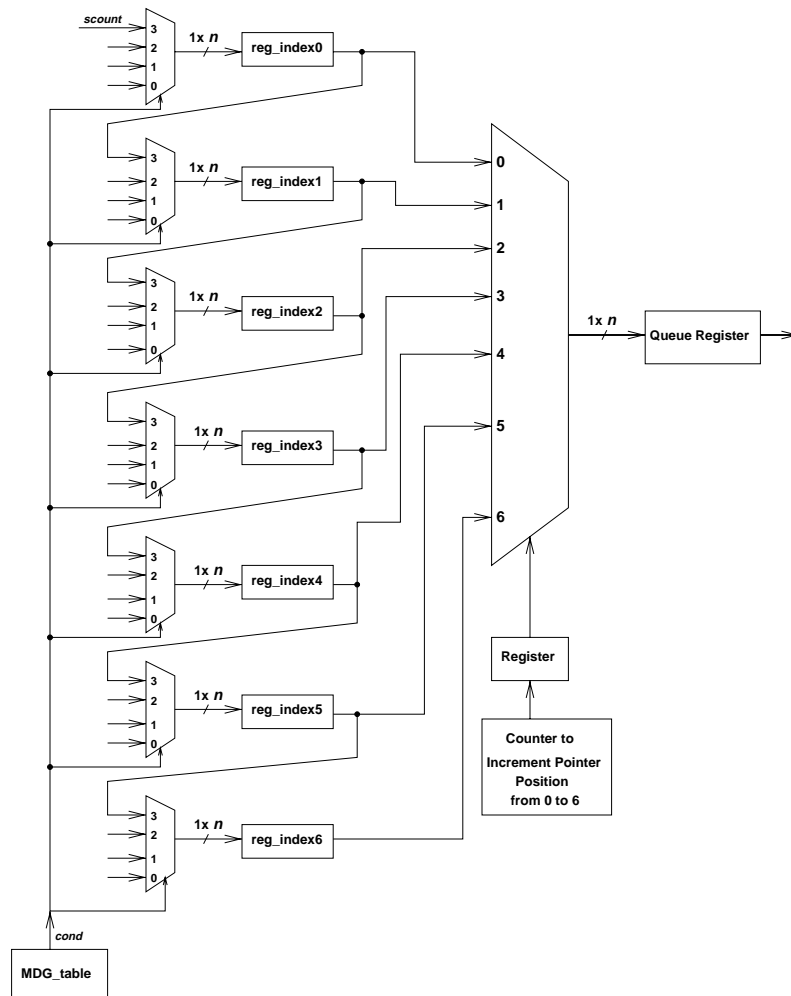 scount
3
2
1
0
1x n
reg_index0
3
2
1
0
1x n
reg_index1
3
2
1
0
1x n
reg_index2
3
2
1
0
1x n
reg_index3
3
2
1
0
1x n
reg_index4
3
2
1
0
1x n
reg_index5
3
2
1
0
1x n
reg_index6
cond
MDG_table
0
1
2
3
4
5
6
1x n
Queue Register
Register
Counter to
Increment Pointer
Position
from 0 to 6